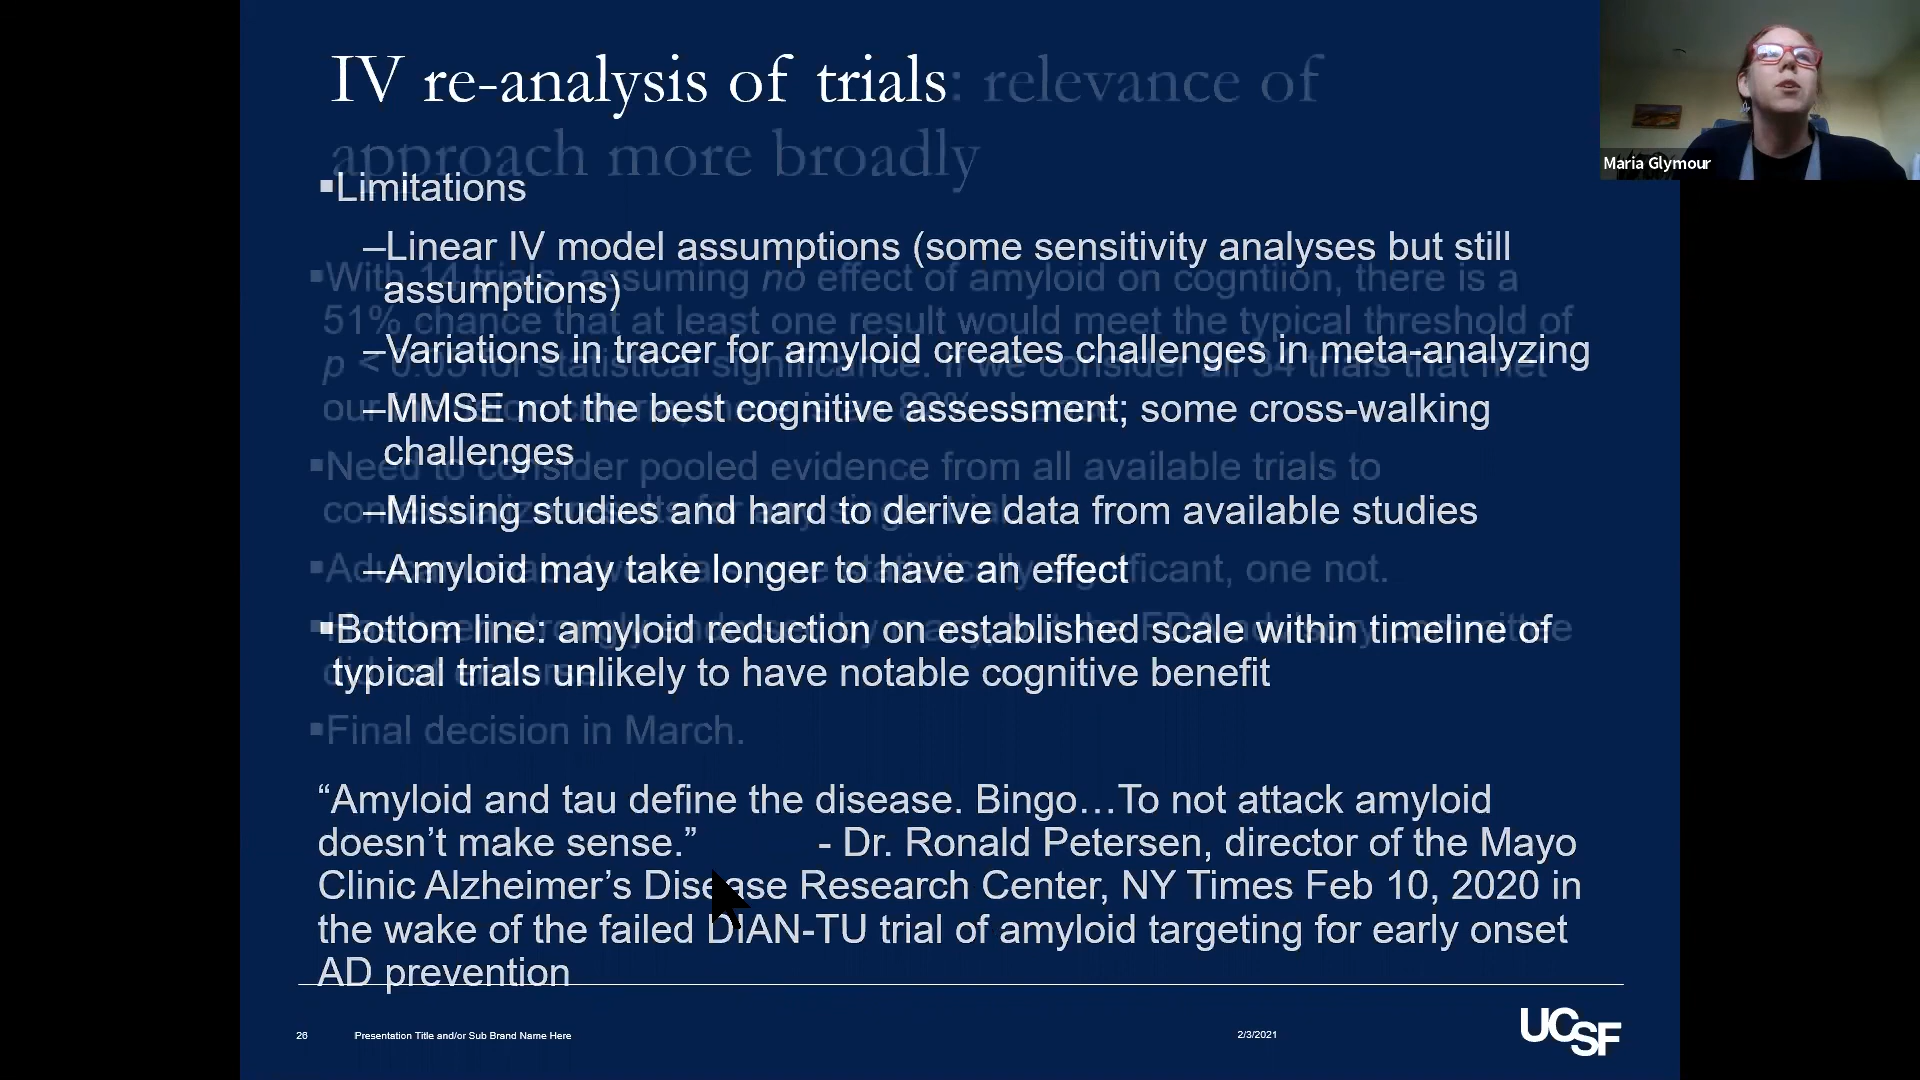 IV re-analysis of trials: relevance of
approach more broadly
Maria Glymour
▪Limitations
–Linear IV model assumptions (some sensitivity analyses but still
assumptions)
▪With 14 trials, assuming no effect of amyloid on cogntiion, there is a
51% chance that at least one result would meet the typical threshold of
–Variations in tracer for amyloid creates challenges in meta-analyzing
p < 0.05 for statistical significance. If we consider all 34 trials that met
–MMSE not the best cognitive assessment; some cross-walking
challenges
▪Need to consider pooled evidence from all available trials to
–Missing studies and hard to derive data from available studies
–Amyloid may take longer to have an effect
one not.
▪Bottom line: amyloid reduction on established scale within timeline of
typical trials unlikely to have notable cognitive benefit
▪Final decision in March.
“Amyloid and tau define the disease. Bingo…To not attack amyloid
doesn’t make sense.” - Dr. Ronald Petersen, director of the Mayo
Clinic Alzheimer’s Disease Research Center, NY Times Feb 10, 2020 in
the wake of the failed DIAN-TU trial of amyloid targeting for early onset
AD prevention
26 Presentation Title and/or Sub Brand Name Here 2/3/2021
UCSF